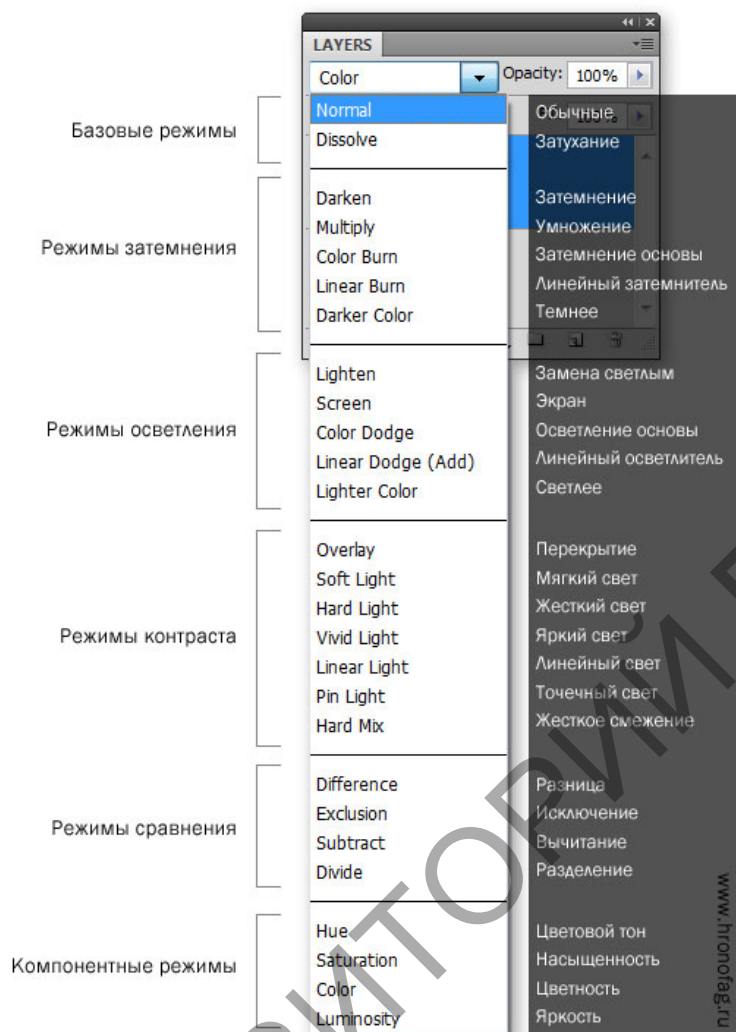 LAYERS
Color Opacity: 100%
Базовые режимы
Normal Обычные
Dissolve Затухание
Режимы затемнения
Darken Затемнение
Multiply Умножение
Color Burn Затемнение основы
Linear Burn Линейный затемнитель
Darker Color Темнее
Режимы осветления
Lighten Замена светлым
Screen Экран
Color Dodge Осветление основы
Linear Dodge (Add) Линейный осветлитель
Lighter Color Светлее
Режимы контраста
Overlay Перекрытие
Soft Light Мягкий свет
Hard Light Жесткий свет
Vivid Light Яркий свет
Linear Light Линейный свет
Pin Light Точечный свет
Hard Mix Жесткое смежение
Режимы сравнения
Difference Разница
Exclusion Исключение
Subtract Вычитание
Divide Разделение
Компонентные режимы
Hue Цветовой тон
Saturation Насыщенность
Color Цветность
Luminosity Яркость
www.hronofag.ru